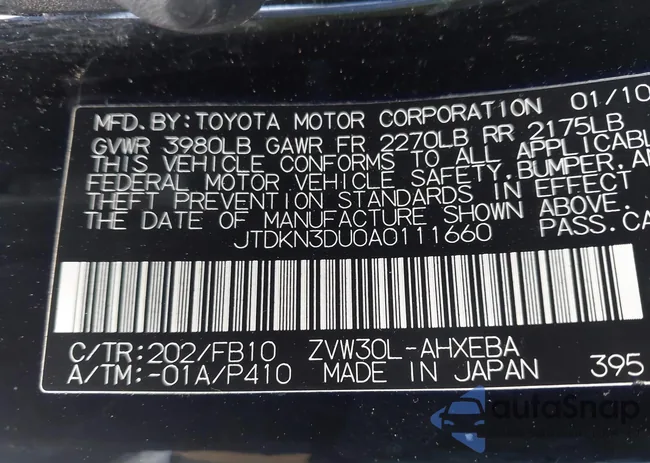 MFD.BY:TOYOTA MOTOR CORPORATION 01/10
GVWR 3980LB GAWR FR 2270LB RR 2175LB
THIS VEHICLE CONFORMS TO ALL APPLICABL
FEDERAL MOTOR VEHICLE SAFETY,BUMPER,AN
THEFT PREVENTION STANDARDS IN EFFECT
THE DATE OF MANUFACTURE SHOWN ABOVE.
JTDKN3DU0A0111660 PASS.CA
C/TR:202/FB10 ZVW30L-AHXEBA
A/TM:-01A/P410 MADE IN JAPAN 395
autoSnap